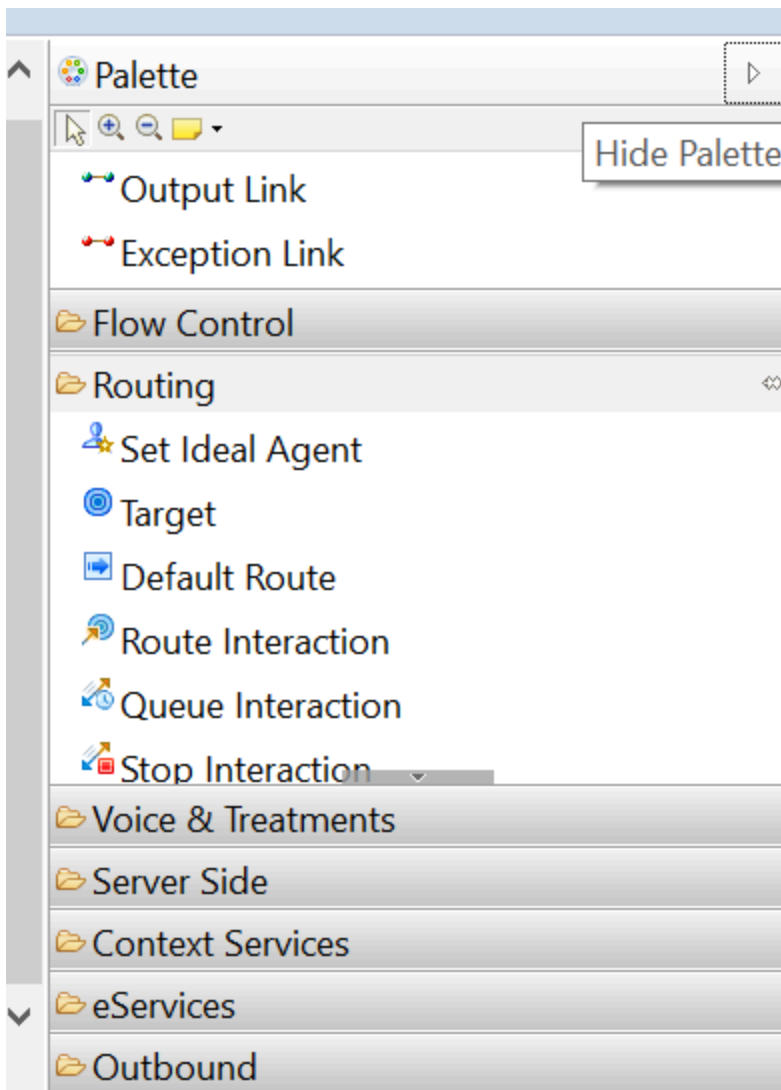 Palette
Hide Palette
Output Link
Exception Link
Flow Control
Routing
Set Ideal Agent
Target
Default Route
Route Interaction
Queue Interaction
Stop Interaction
Voice & Treatments
Server Side
Context Services
eServices
Outbound